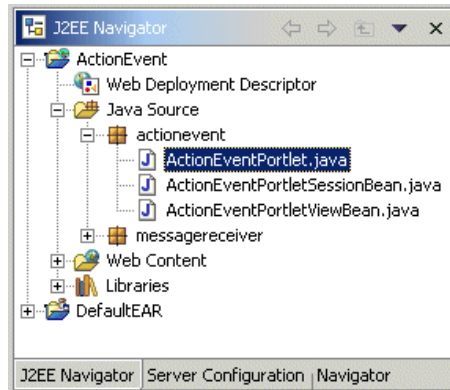 J2EE Navigator
ActionEvent
Web Deployment Descriptor
Java Source
actionevent
ActionEventPortlet.java
ActionEventPortletSessionBean.java
ActionEventPortletViewBean.java
messagereceiver
Web Content
Libraries
DefaultEAR
J2EE Navigator Server Configuration Navigator